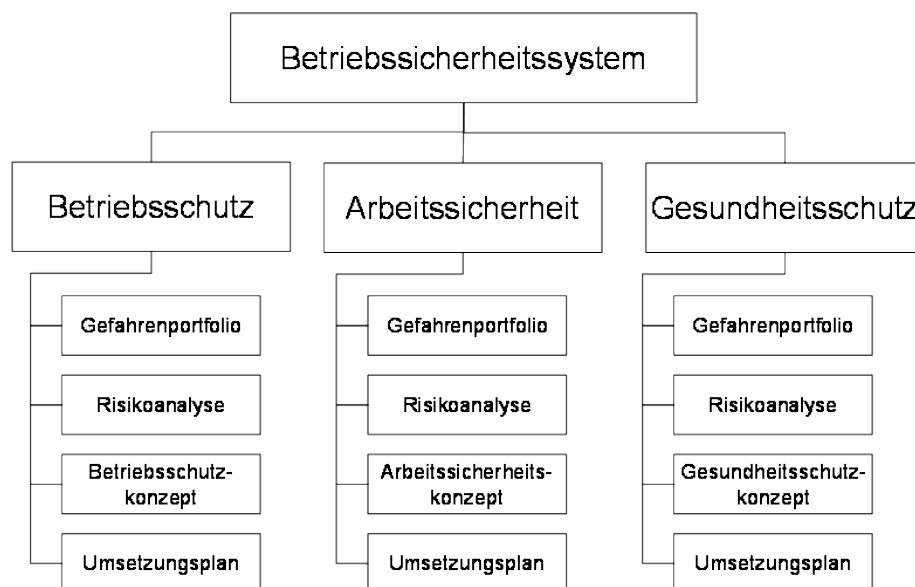 Betriebssicherheitssystem
Betriebsschutz
Arbeitssicherheit
Gesundheitsschutz
Gefahrenportfolio
Risikoanalyse
Betriebsschutz-
konzept
Umsetzungsplan
Gefahrenportfolio
Risikoanalyse
Arbeitssicherheits-
konzept
Umsetzungsplan
Gefahrenportfolio
Risikoanalyse
Gesundheitsschutz-
konzept
Umsetzungsplan